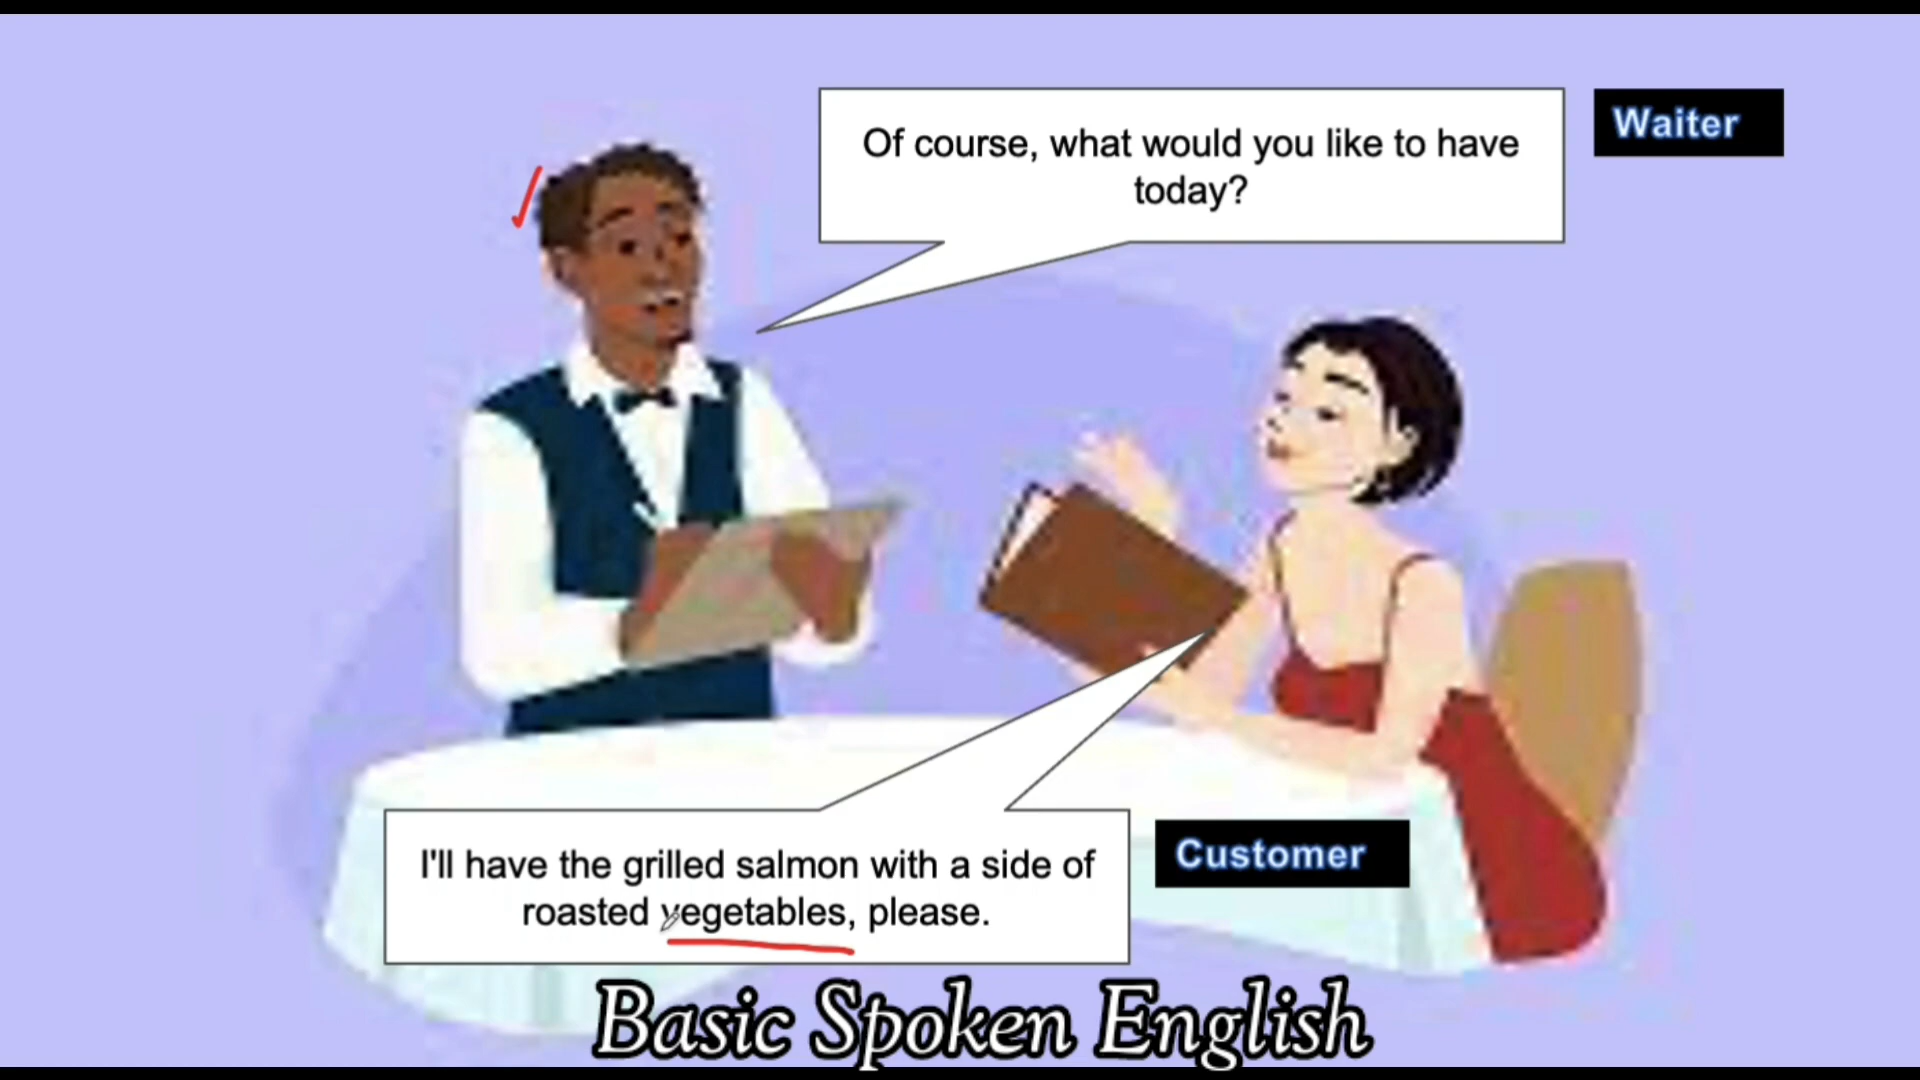 Of course, what would you like to have
today?
Waiter
I'll have the grilled salmon with a side of
roasted vegetables, please.
Customer
Basic Spoken English